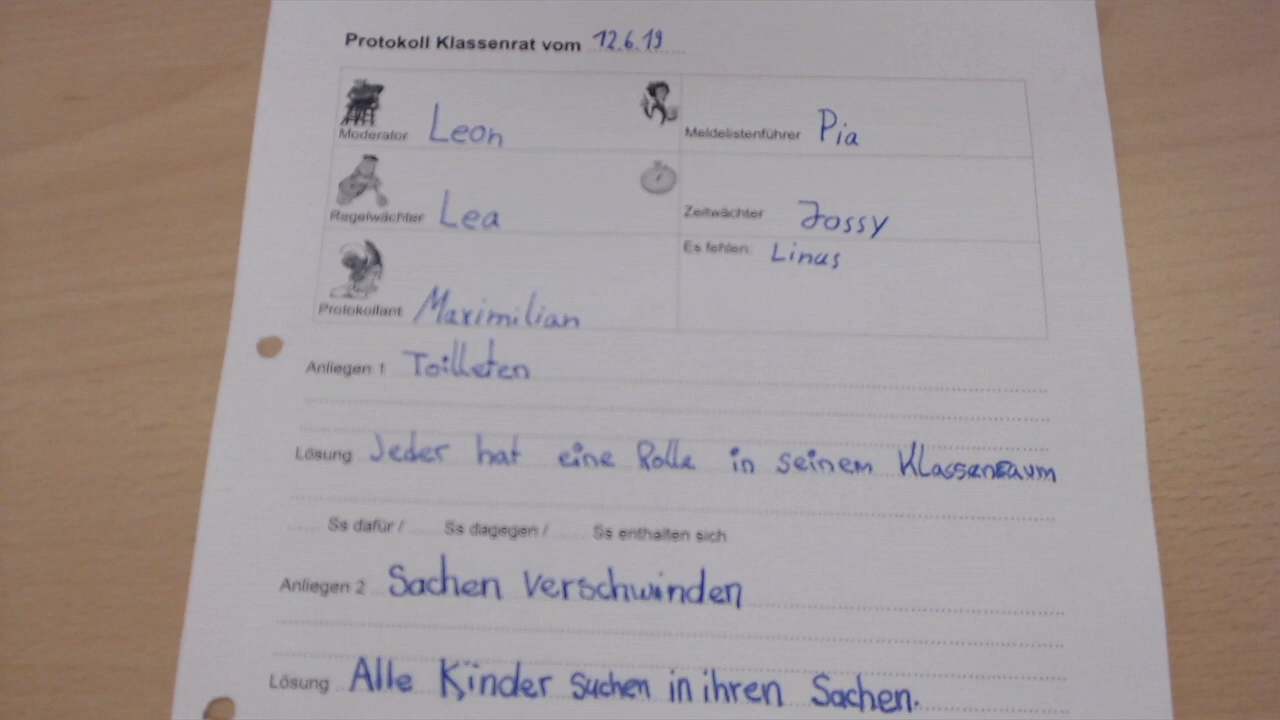 Protokoll Klassenrat vom 12.6.19
Moderator Leon
Meldelistenführer Pia
Regelwächter Lea
Zeitwächter Jossy
Protokollant Maximilian
Es fehlen: Linus
Anliegen 1 Toilleten
Lösung Jeder hat eine Rolle in seinem Klassenraum
...... Ss dafür / ...... Ss dagegen / ...... Ss enthalten sich
Anliegen 2 Sachen verschwinden
Lösung Alle Kinder suchen in ihren Sachen.